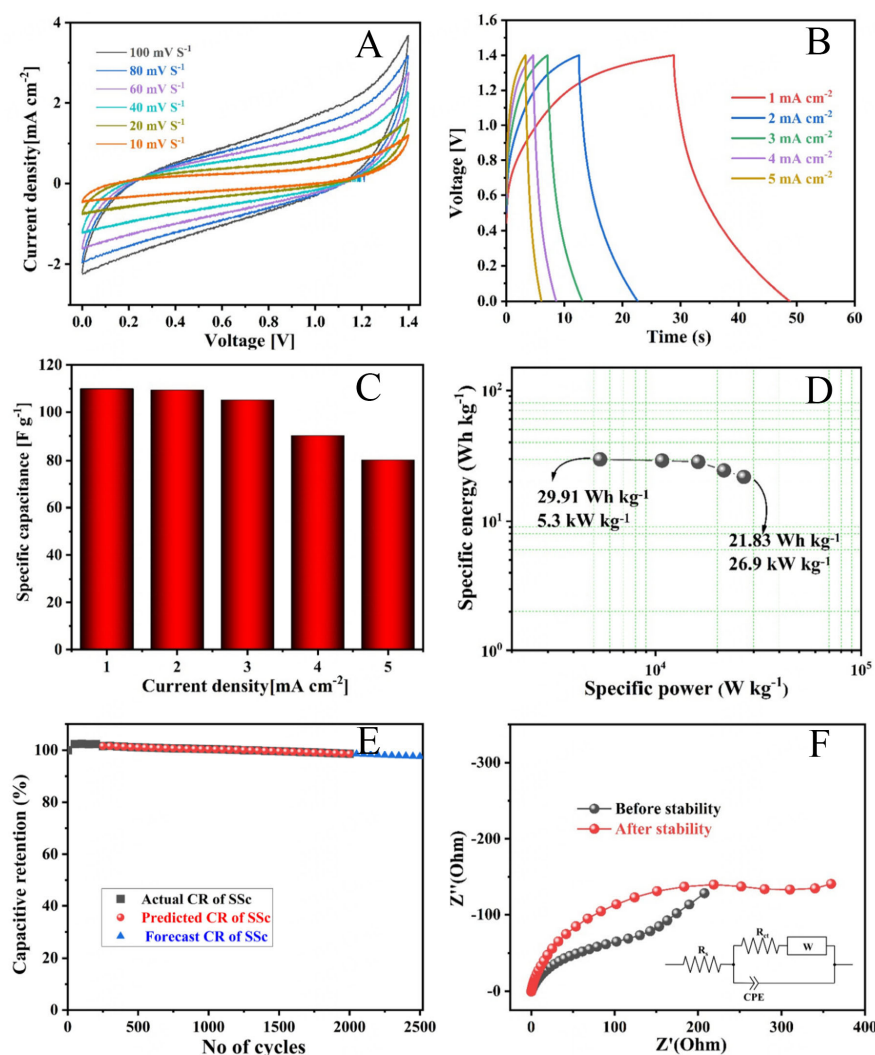 A
100 mV S⁻¹
80 mV S⁻¹
60 mV S⁻¹
40 mV S⁻¹
20 mV S⁻¹
10 mV S⁻¹
Current density[mA cm⁻²]
4
2
0
-2
0.0 0.2 0.4 0.6 0.8 1.0 1.2 1.4
Voltage [V]
B
1 mA cm⁻²
2 mA cm⁻²
3 mA cm⁻²
4 mA cm⁻²
5 mA cm⁻²
Voltage [V]
1.8
1.6
1.4
1.2
1.0
0.8
0.6
0.4
0.2
0.0
0 10 20 30 40 50 60
Time (s)
C
Specific capacitance [F g⁻¹]
120
100
80
60
40
20
0
1 2 3 4 5
Current density[mA cm⁻²]
D
Specific energy (Wh kg⁻¹)
10²
10¹
10⁰
29.91 Wh kg⁻¹
5.3 kW kg⁻¹
21.83 Wh kg⁻¹
26.9 kW kg⁻¹
10⁴ 10⁵
Specific power (W kg⁻¹)
E
Capacitive retention (%)
100
80
60
40
20
0
Actual CR of SSc
Predicted CR of SSc
Forecast CR of SSc
0 500 1000 1500 2000 2500
No of cycles
F
Z''(Ohm)
-300
-200
-100
-0
Before stability
After stability
Rs
Rct
W
CPE
0 100 200 300 400
Z'(Ohm)